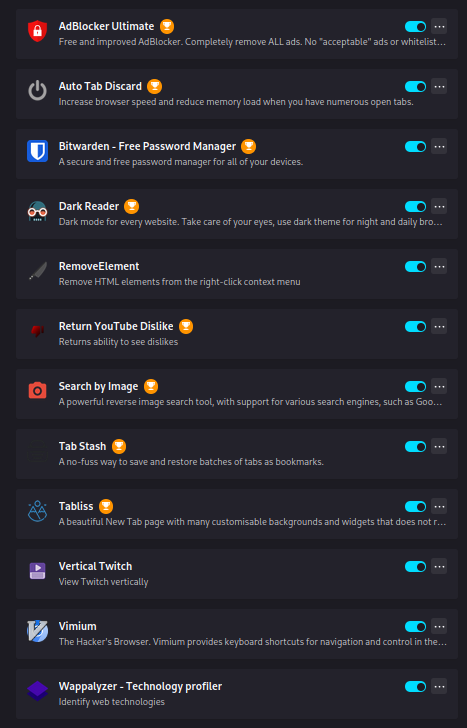 AdBlocker Ultimate
Free and improved AdBlocker. Completely remove ALL ads. No "acceptable" ads or whitelist…
Auto Tab Discard
Increase browser speed and reduce memory load when you have numerous open tabs.
Bitwarden - Free Password Manager
A secure and free password manager for all of your devices.
Dark Reader
Dark mode for every website. Take care of your eyes, use dark theme for night and daily bro…
RemoveElement
Remove HTML elements from the right-click context menu
Return YouTube Dislike
Returns ability to see dislikes
Search by Image
A powerful reverse image search tool, with support for various search engines, such as Goo…
Tab Stash
A no-fuss way to save and restore batches of tabs as bookmarks.
Tabliss
A beautiful New Tab page with many customisable backgrounds and widgets that does not r…
Vertical Twitch
View Twitch vertically
Vimium
The Hacker's Browser. Vimium provides keyboard shortcuts for navigation and control in the…
Wappalyzer - Technology profiler
Identify web technologies